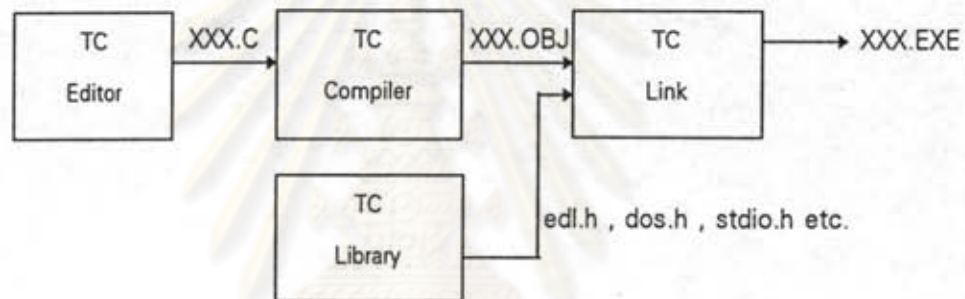 TC
Editor
XXX.C
TC
Compiler
XXX.OBJ
TC
Link
XXX.EXE
TC
Library
edl.h , dos.h , stdio.h etc.